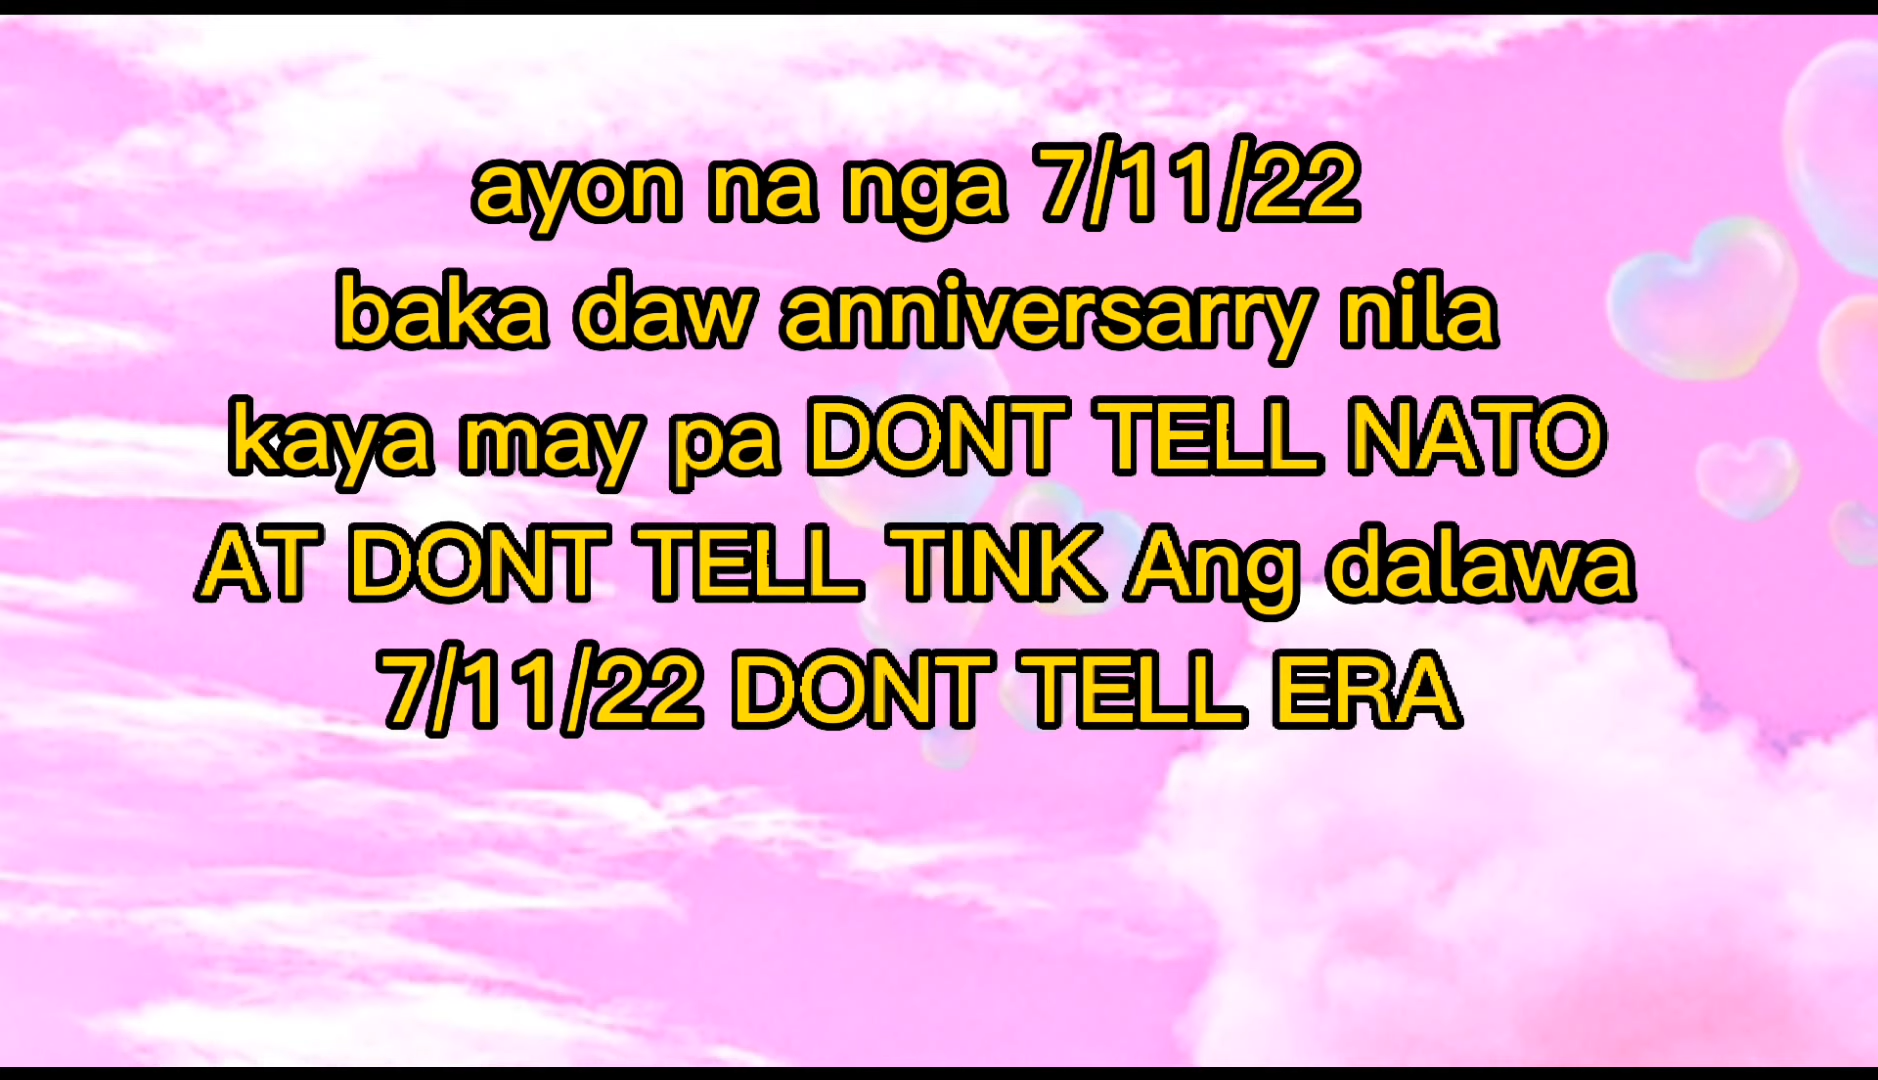 ayon na nga 7/11/22
baka daw anniversarry nila
kaya may pa DONT TELL NATO
AT DONT TELL TINK Ang dalawa
7/11/22 DONT TELL ERA